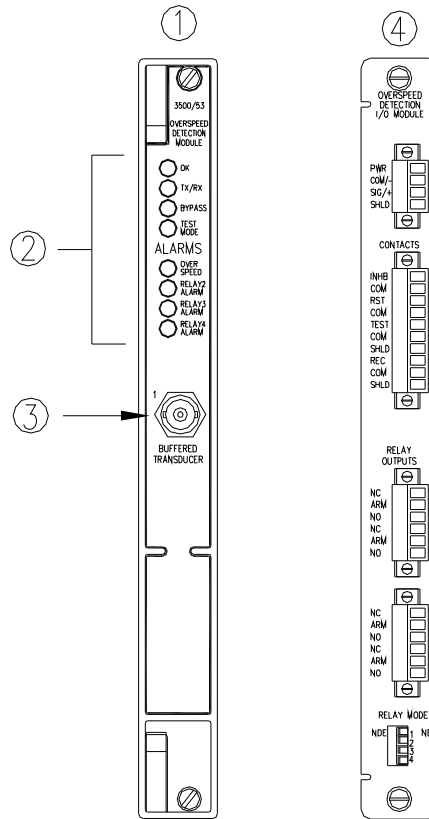 1
3500/53
OVERSPEED
DETECTION
MODULE
OK
TX/RX
BYPASS
TEST
MODE
ALARMS
OVER
SPEED
RELAY2
ALARM
RELAY3
ALARM
RELAY4
ALARM
1
BUFFERED
TRANSDUCER
2
3
4
OVERSPEED
DETECTION
I/O MODULE
PWR
COM/-
SIG/+
SHLD
CONTACTS
INHB
COM
RST
COM
TEST
COM
SHLD
REC
COM
SHLD
RELAY
OUTPUTS
NC
ARM
NO
NC
ARM
NO
NC
ARM
NO
NC
ARM
NO
RELAY MODE
NDE
1
2
3
4